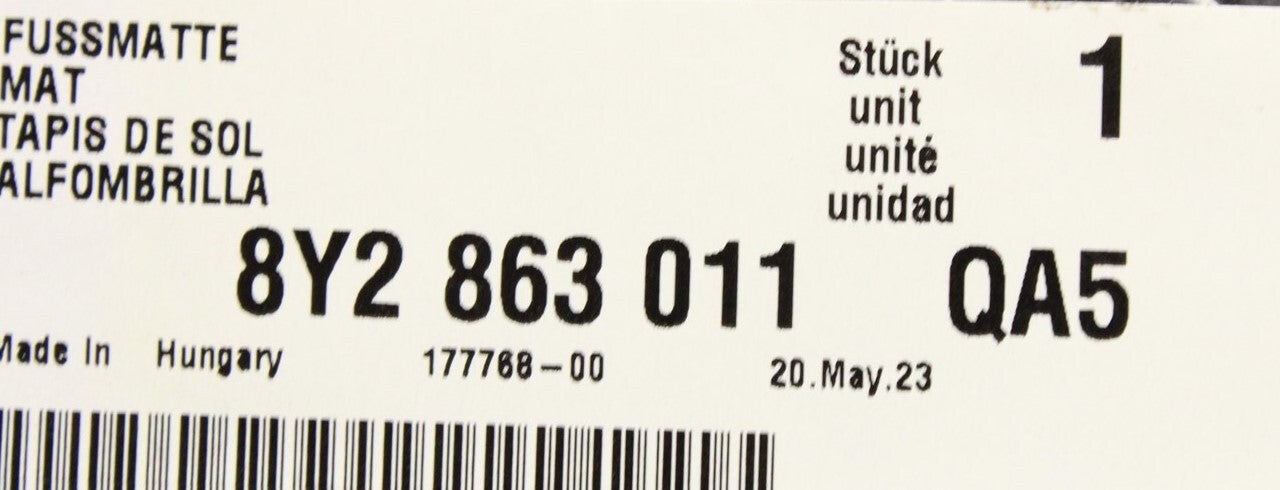 FUSSMATTE
MAT
TAPIS DE SOL
ALFOMBRILLA
Stück 1
unit
unité
unidad
8Y2 863 011 QA5
Made In Hungary 177768-00 20.May.23